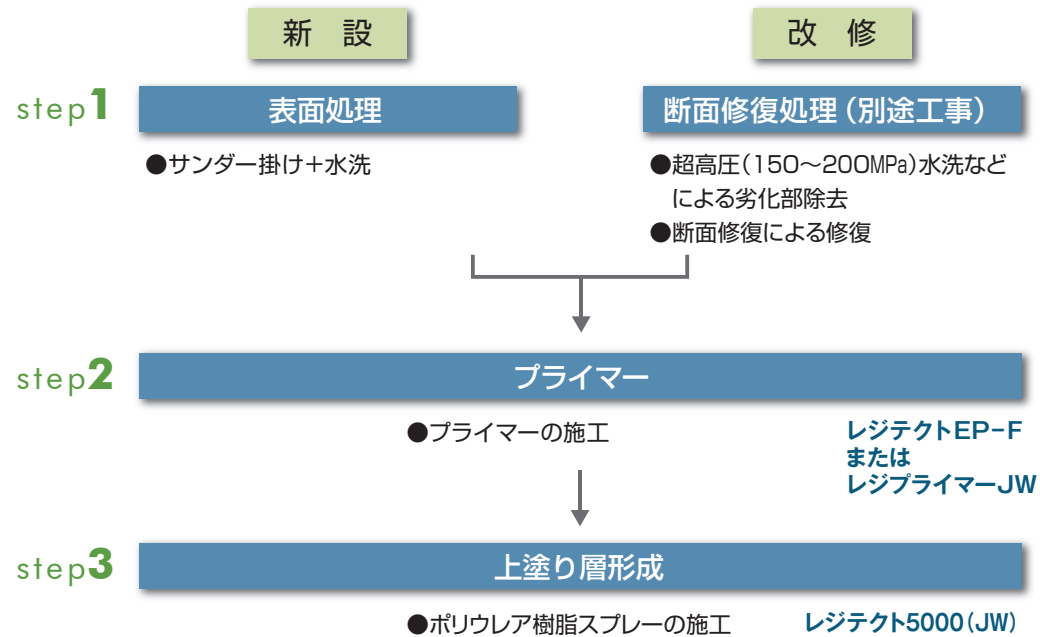 新 設
改 修
step1
表面処理
断面修復処理（別途工事）
●サンダー掛け＋水洗
●超高圧（150〜200MPa）水洗など
による劣化部除去
●断面修復による修復
step2
プライマー
●プライマーの施工
レジテクトEP-F
または
レジプライマーJW
step3
上塗り層形成
●ポリウレア樹脂スプレーの施工
レジテクト5000（JW）